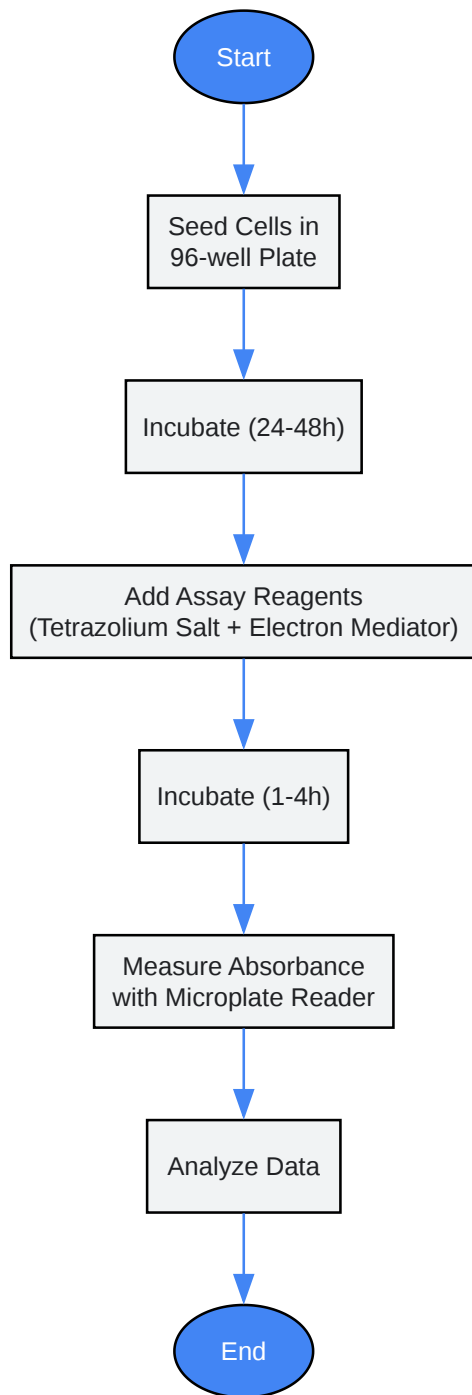 Start
Seed Cells in
96-well Plate
Incubate (24-48h)
Add Assay Reagents
(Tetrazolium Salt + Electron Mediator)
Incubate (1-4h)
Measure Absorbance
with Microplate Reader
Analyze Data
End